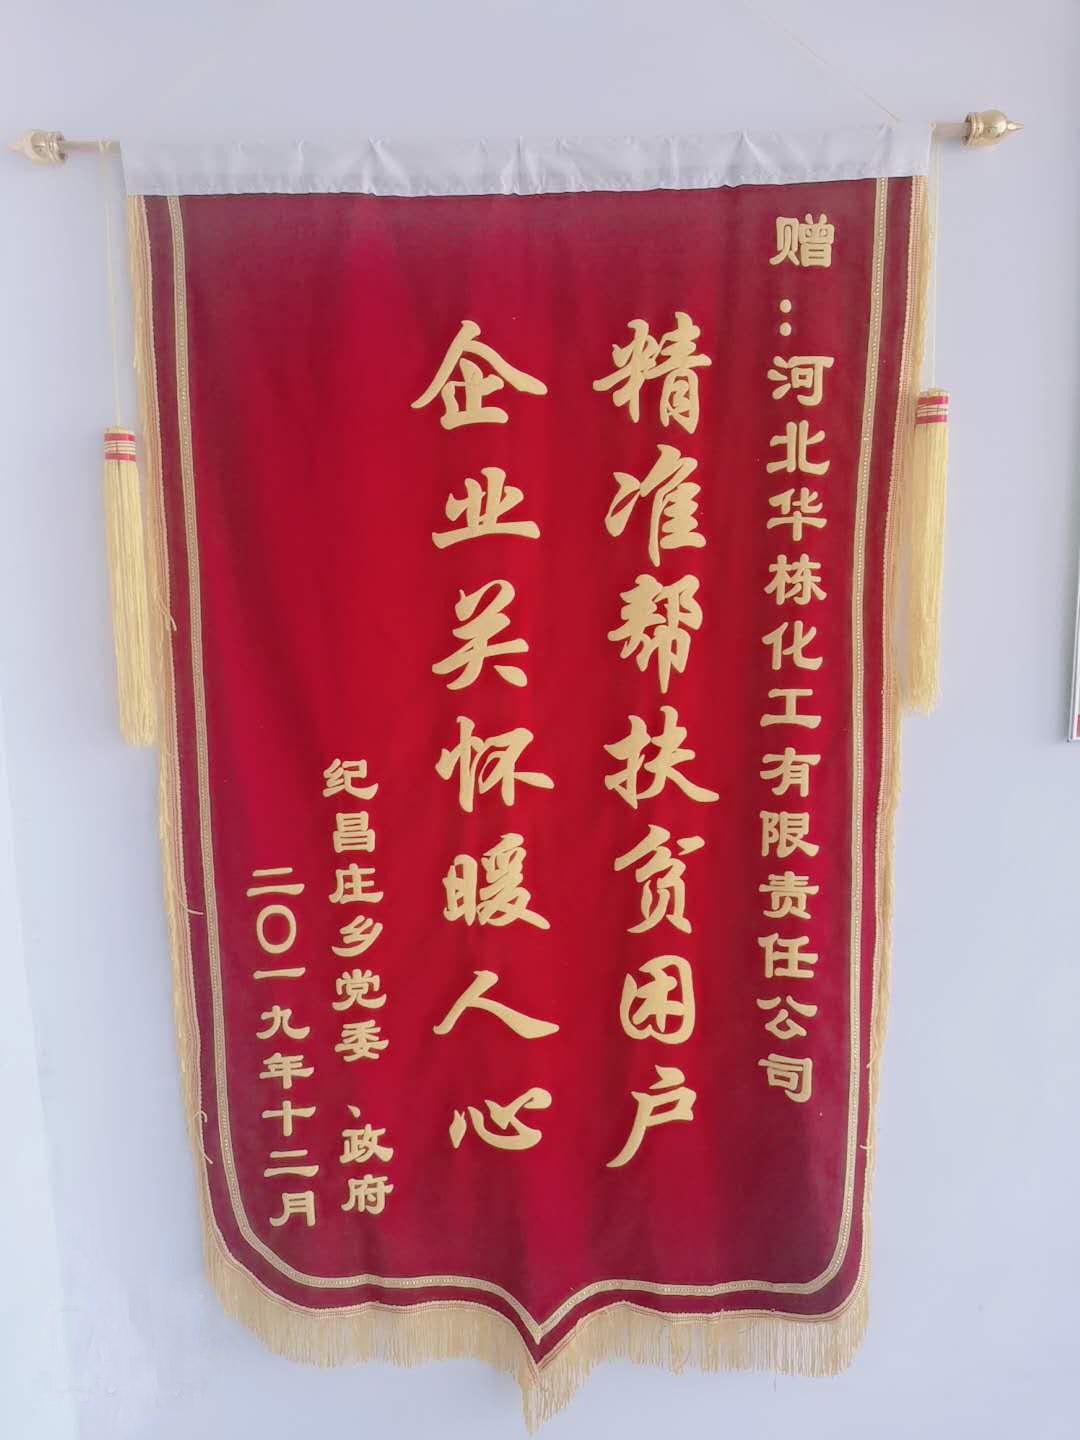 赠：河北华栋化工有限责任公司
精准帮扶贫困户
企业关怀暖人心
纪昌庄乡党委、政府
二〇一九年十二月